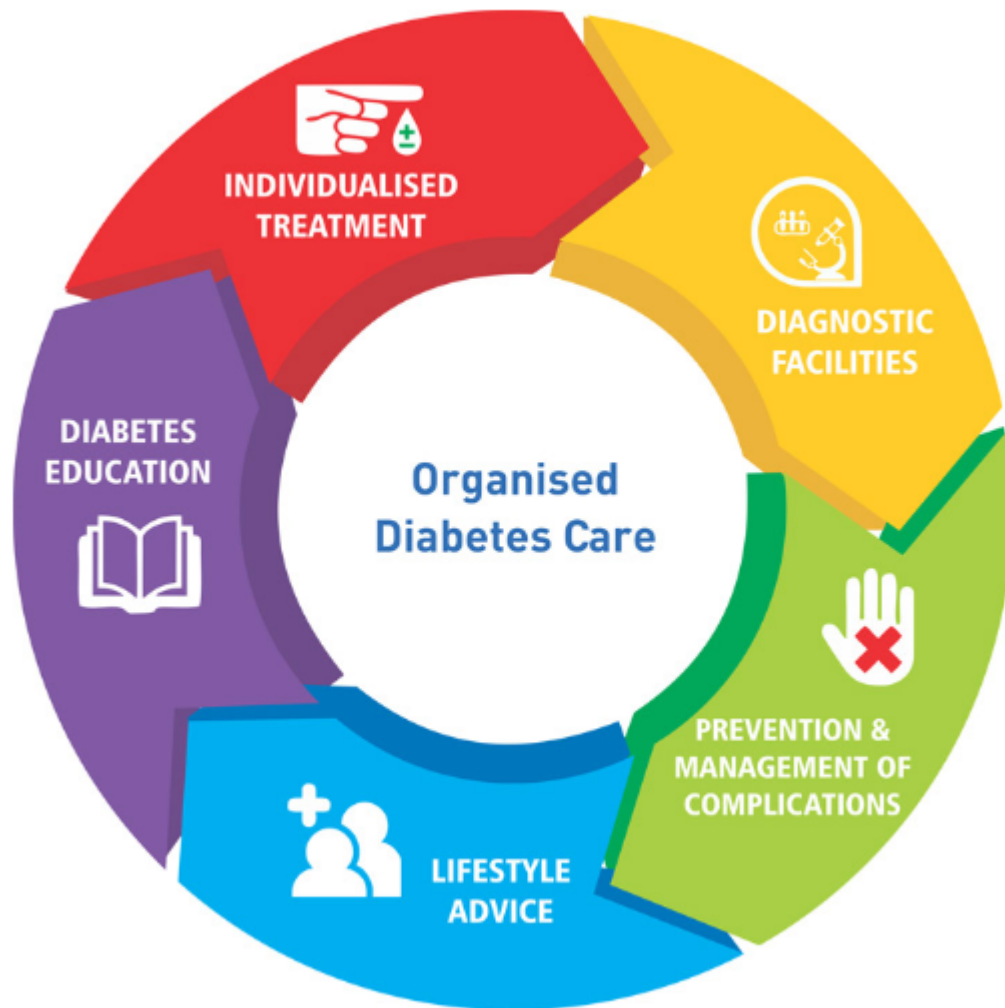 INDIVIDUALISED
TREATMENT
DIAGNOSTIC
FACILITIES
PREVENTION &
MANAGEMENT OF
COMPLICATIONS
LIFESTYLE
ADVICE
DIABETES
EDUCATION
Organised
Diabetes Care